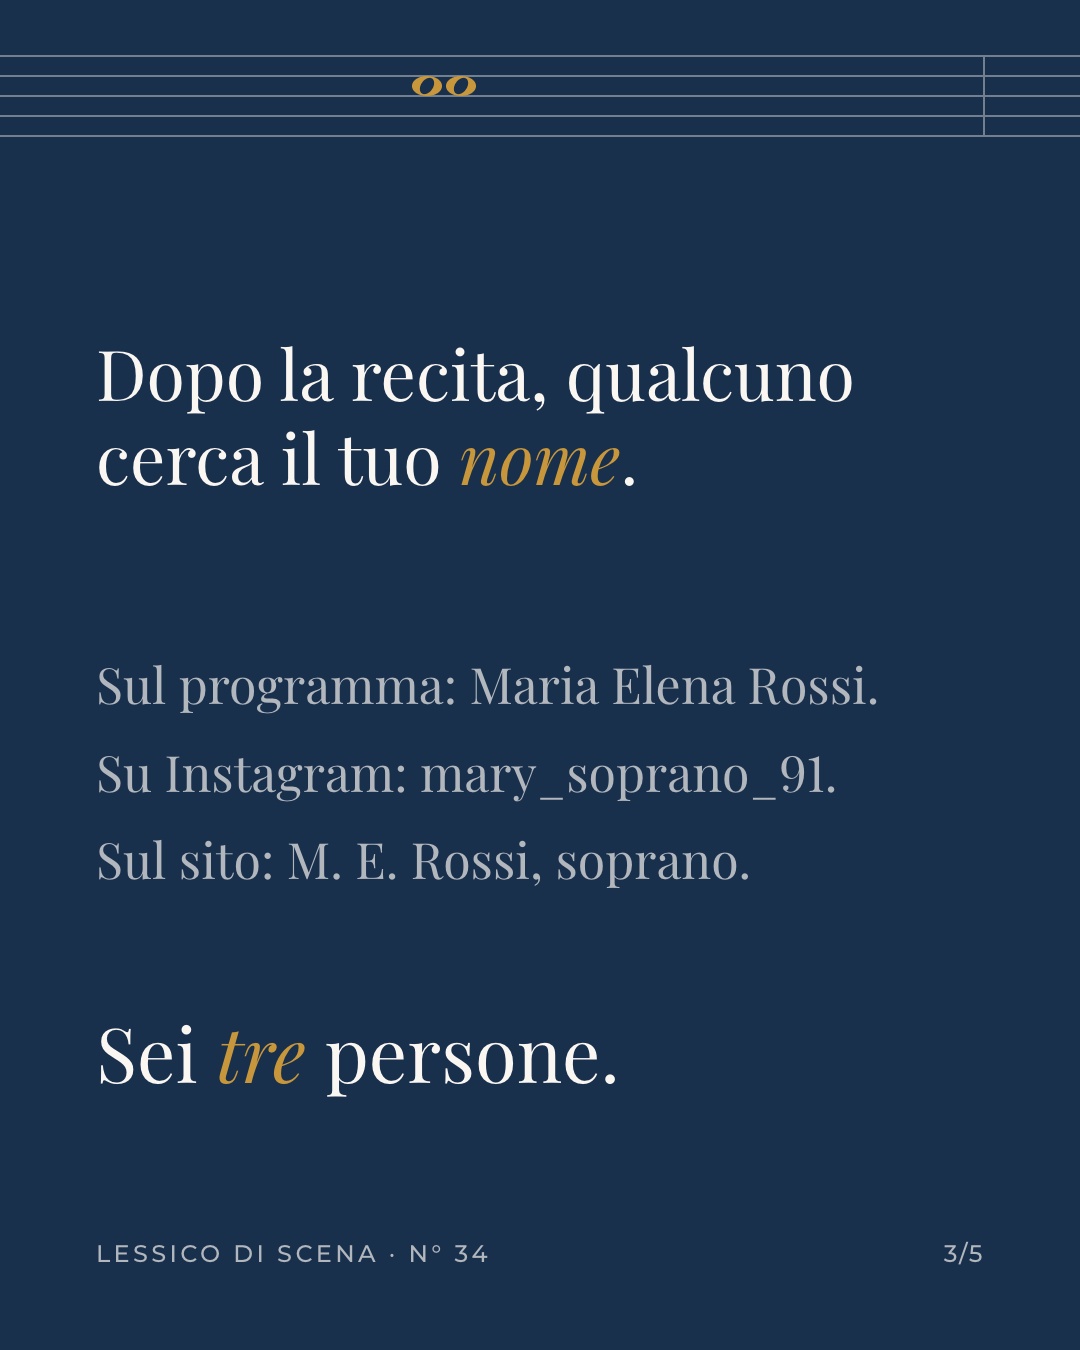 Dopo la recita, qualcuno
cerca il tuo nome.
Sul programma: Maria Elena Rossi.
Su Instagram: mary_soprano_91.
Sul sito: M. E. Rossi, soprano.
Sei tre persone.
LESSICO DI SCENA · N° 34
3/5